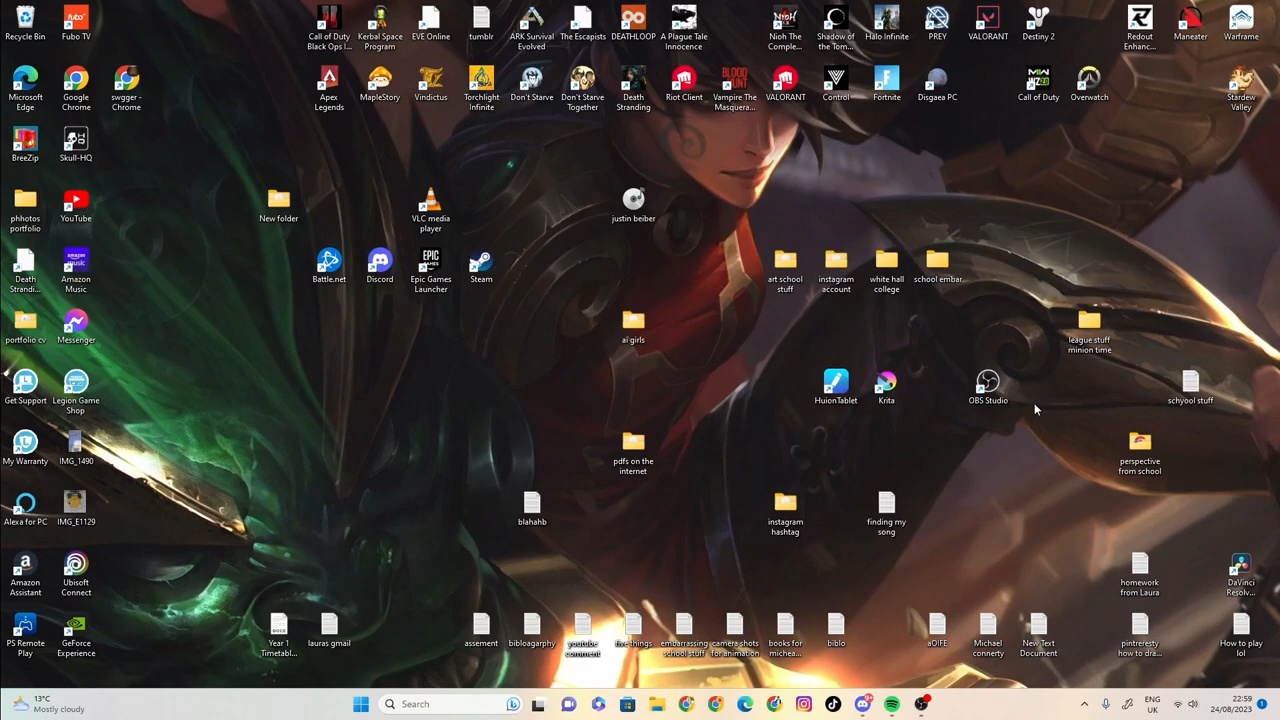 Recycle Bin
Fubo TV
Call of Duty
Black Ops I...
Kerbal Space
Program
EVE Online
tumblr
ARK Survival
Evolved
The Escapists
DEATHLOOP
A Plague Tale
Innocence
Nioh The
Comple...
Shadow of
the Tom...
Halo Infinite
PREY
VALORANT
Destiny 2
Redout
Enhanc...
Maneater
Warframe
Microsoft
Edge
Google
Chrome
swgger -
Chrome
Apex
Legends
MapleStory
Vindictus
Torchlight
Infinite
Don't Starve
Don't Starve
Together
Death
Stranding
Riot Client
Vampire The
Masquera...
VALORANT
Control
Fortnite
Disgaea PC
Call of Duty
Overwatch
Stardew
Valley
BreeZip
Skull-HQ
phhotos
portfolio
YouTube
New folder
VLC media
player
justin beiber
Death
Strandi...
Amazon
Music
Battle.net
Discord
Epic Games
Launcher
Steam
art school
stuff
instagram
account
white hall
college
school embar...
portfolio cv
Messenger
ai girls
league stuff
minion time
Get Support
Legion Game
Shop
HuionTablet
Krita
OBS Studio
schyool stuff
My Warranty
IMG_1490
pdfs on the
internet
perspective
from school
Alexa for PC
IMG_E1129
blahahb
instagram
hashtag
finding my
song
Amazon
Assistant
Ubisoft
Connect
homework
from Laura
DaVinci
Resolv...
PS Remote
Play
GeForce
Experience
Year 1
Timetabl...
lauras gmail
assement
bibloagarphy
youtube
comment
five things
embarrassing
school stuff
camera shots
for animation
books for
michea...
biblo
aOIFE
Michael
connerty
New Text
Document
pintreresty
how to dra...
How to play
lol
13°C
Mostly cloudy
Search
ENG
UK
22:59
24/08/2023